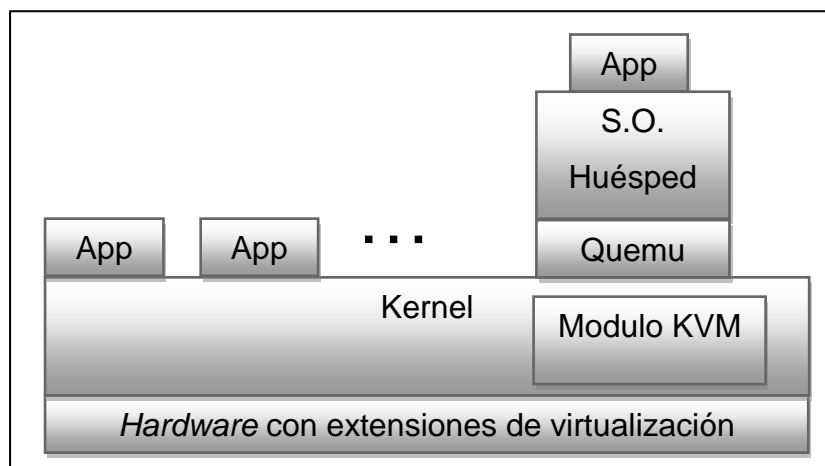 App
S.O.
Huésped
App
App
...
Quemu
Kernel
Modulo KVM
Hardware con extensiones de virtualización